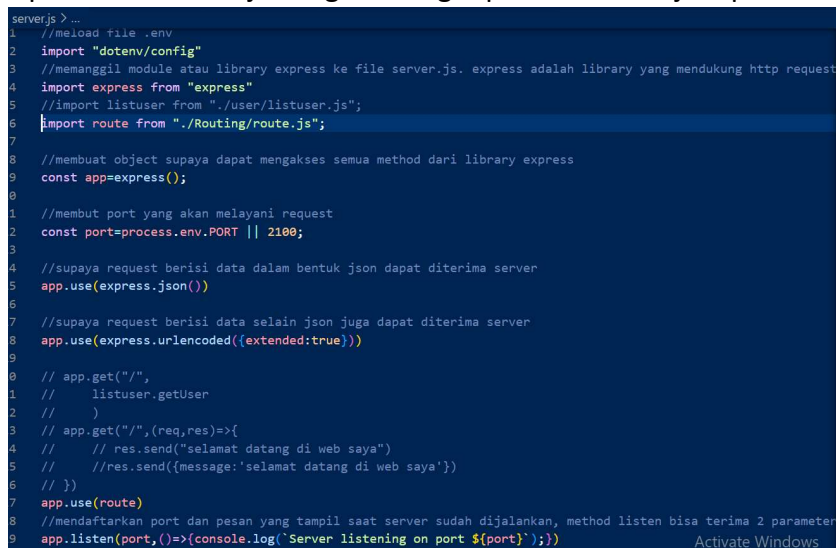 server.js > ...
1 //meload file .env
2 import "dotenv/config"
3 //memanggil module atau library express ke file server.js. express adalah library yang mendukung http request
4 import express from "express"
5 //import listuser from "./user/listuser.js";
6 import route from "./Routing/route.js";
7
8 //membuat object supaya dapat mengakses semua method dari library express
9 const app=express();
0
1 //membut port yang akan melayani request
2 const port=process.env.PORT || 2100;
3
4 //supaya request berisi data dalam bentuk json dapat diterima server
5 app.use(express.json())
6
7 //supaya request berisi data selain json juga dapat diterima server
8 app.use(express.urlencoded({extended:true}))
9
0 // app.get("/",
1 // listuser.getUser
2 // )
3 // app.get("/",(req,res)=>{
4 // // res.send("selamat datang di web saya")
5 // //res.send({message:'selamat datang di web saya'})
6 // })
7 app.use(route)
8 //mendaftarkan port dan pesan yang tampil saat server sudah dijalankan, method listen bisa terima 2 parameter
9 app.listen(port,()=>{console.log(`Server listening on port ${port}`);})
Activate Windows